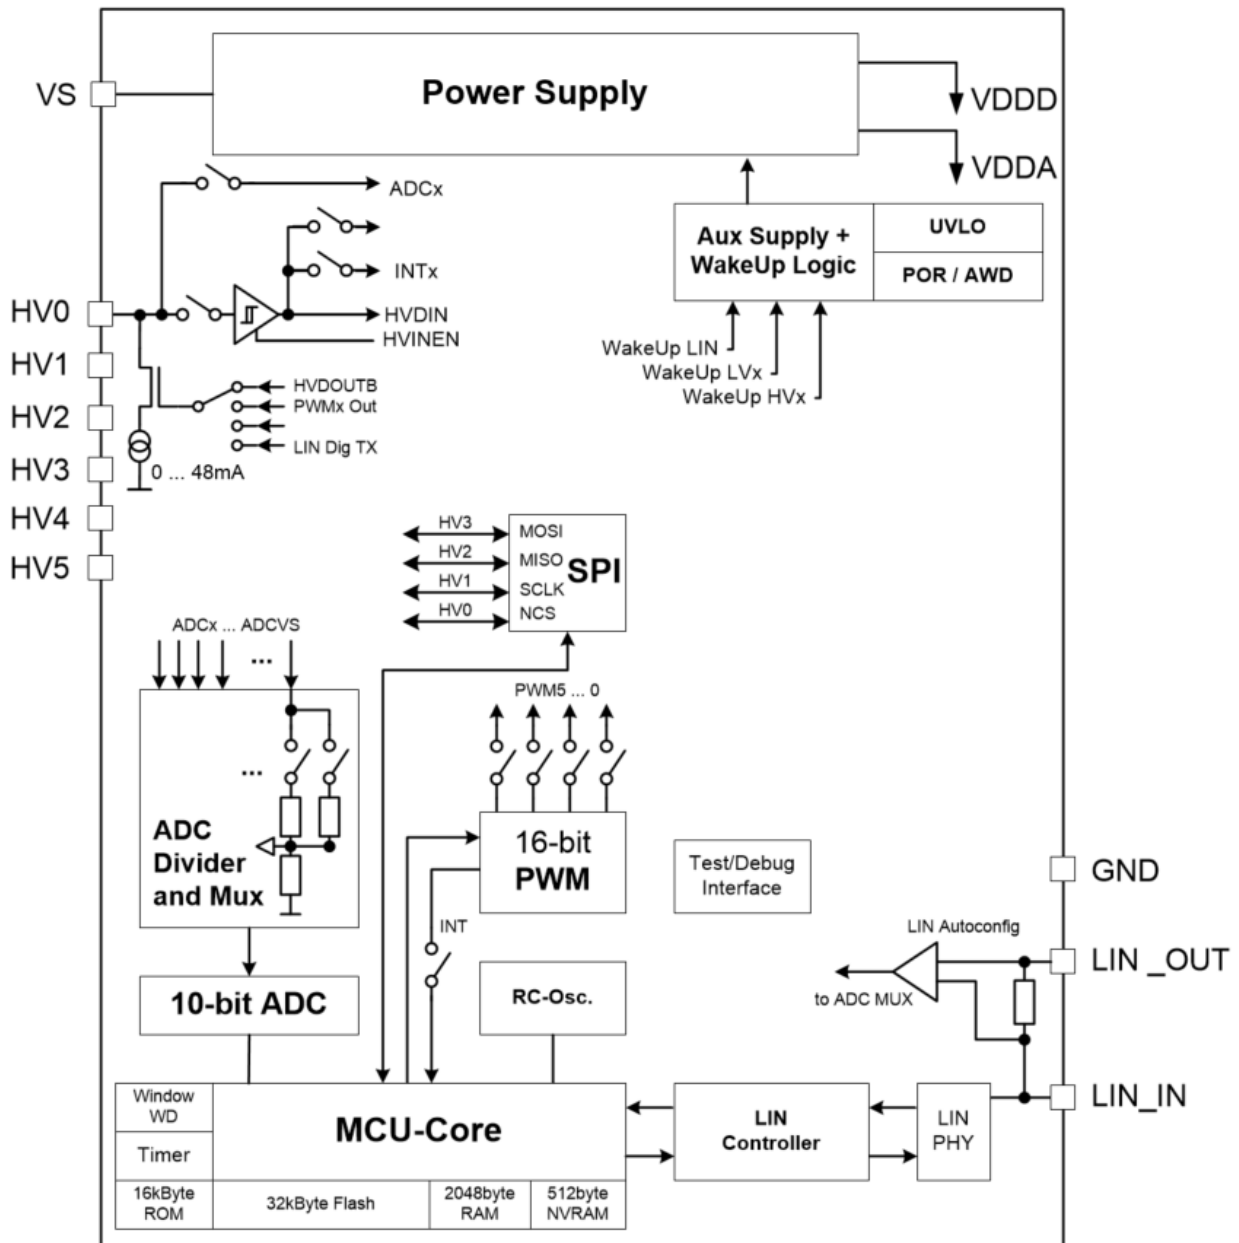 Power Supply
VS
VDDD
VDDA
ADCx
INTx
HVDIN
HVINEN
Aux Supply +
WakeUp Logic
UVLO
POR / AWD
WakeUp LIN
WakeUp LVx
WakeUp HVx
HV0
HV1
HV2
HV3
HV4
HV5
HVDOUTB
PWMx Out
LIN Dig TX
0 ... 48mA
HV3
HV2
HV1
HV0
MOSI
MISO
SCLK
NCS
SPI
ADCx ... ADCVS
...
...
ADC
Divider
and Mux
PWM5 ... 0
16-bit
PWM
INT
Test/Debug
Interface
GND
LIN Autoconfig
LIN _OUT
to ADC MUX
LIN_IN
10-bit ADC
RC-Osc.
Window
WD
Timer
MCU-Core
16kByte
ROM
32kByte Flash
2048byte
RAM
512byte
NVRAM
LIN
Controller
LIN
PHY